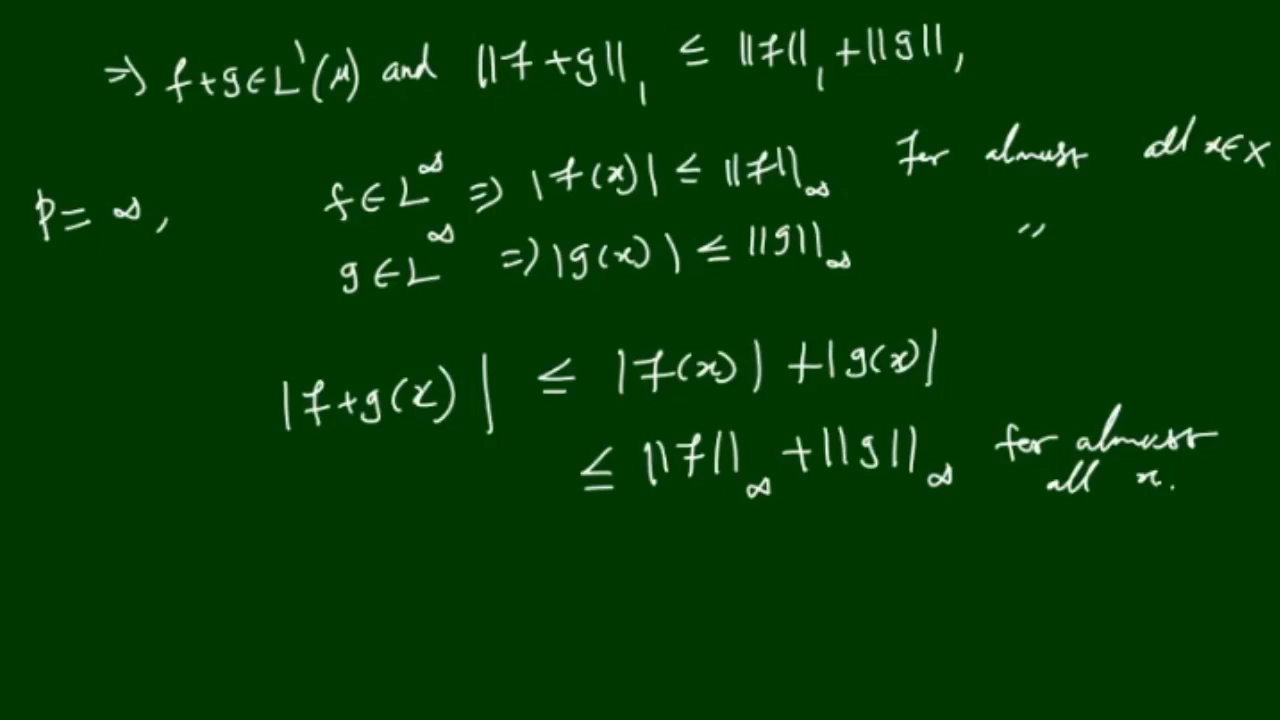 ⇒ f+g ∈ L¹(μ) and ||f+g||₁ ≤ ||f||₁ + ||g||₁
p = ∞, f ∈ L^∞ ⇒ |f(x)| ≤ ||f||_∞ for almost all x∈X
g ∈ L^∞ ⇒ |g(x)| ≤ ||g||_∞ "
|f+g(x)| ≤ |f(x)| + |g(x)|
≤ ||f||_∞ + ||g||_∞ for almost
all x.